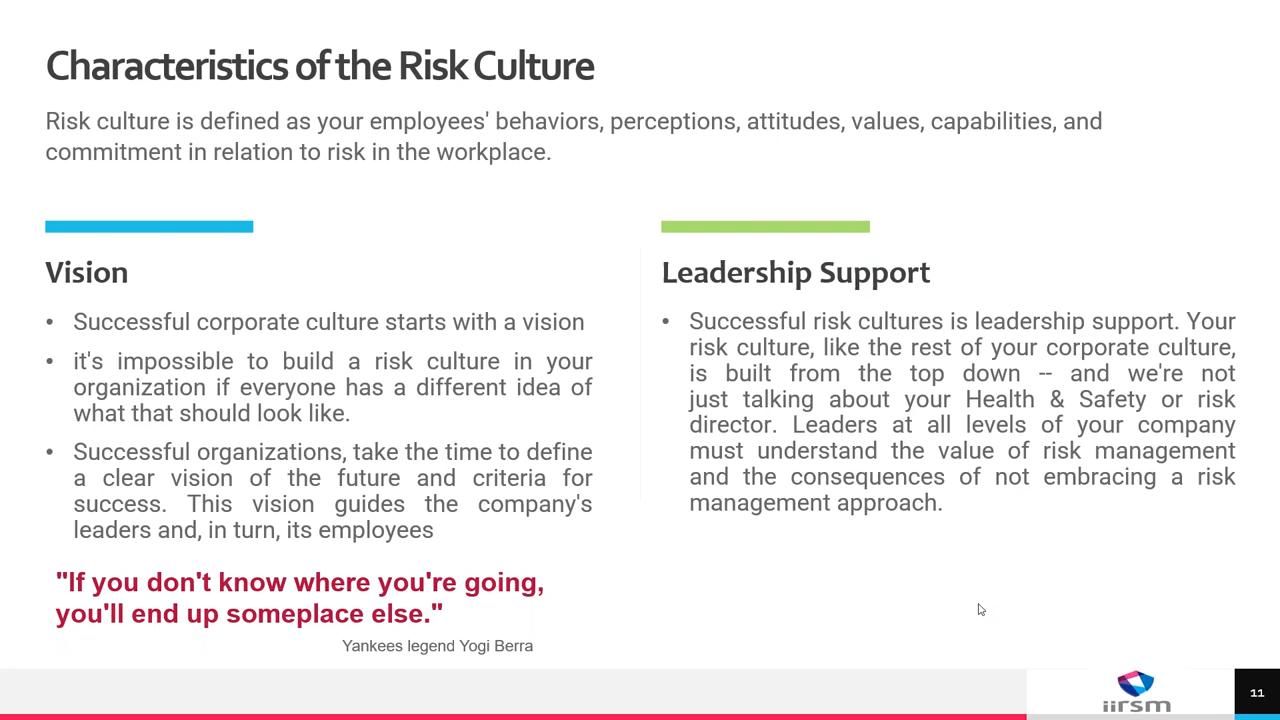 Characteristics of the Risk Culture
Risk culture is defined as your employees' behaviors, perceptions, attitudes, values, capabilities, and
commitment in relation to risk in the workplace.
Vision
• Successful corporate culture starts with a vision
• it's impossible to build a risk culture in your
organization if everyone has a different idea of
what that should look like.
• Successful organizations, take the time to define
a clear vision of the future and criteria for
success. This vision guides the company's
leaders and, in turn, its employees
"If you don't know where you're going,
you'll end up someplace else."
Yankees legend Yogi Berra
Leadership Support
• Successful risk cultures is leadership support. Your
risk culture, like the rest of your corporate culture,
is built from the top down -- and we're not
just talking about your Health & Safety or risk
director. Leaders at all levels of your company
must understand the value of risk management
and the consequences of not embracing a risk
management approach.
iirsm
11